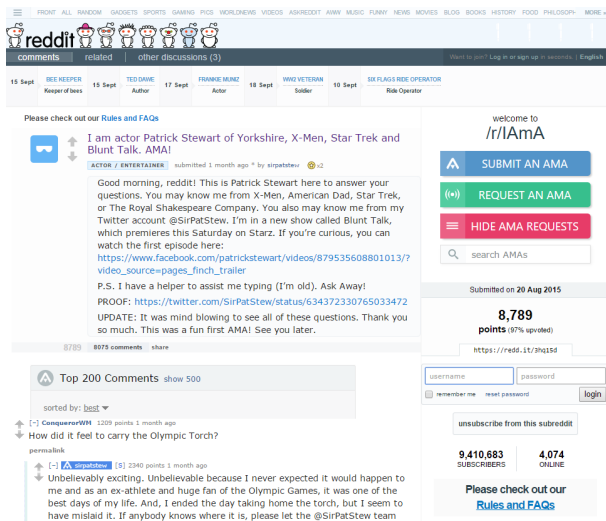 FRONT ALL RANDOM GADGETS SPORTS GAMING PICS WORLDNEWS VIDEOS ASKREDDIT AWW MUSIC FUNNY NEWS MOVIES BLOG BOOKS HISTORY FOOD PHILOSOPH MORE »
reddit
comments related other discussions (3)
Want to join? Log in or sign up in seconds. | English
15 Sept BEE KEEPER 15 Sept TED DAWE 17 Sept FRANKIE MUNIZ 18 Sept WW2 VETERAN 10 Sept SIX FLAGS RIDE OPERATOR
Keeper of bees Author Actor Soldier Ride Operator
Please check out our Rules and FAQs
I am actor Patrick Stewart of Yorkshire, X-Men, Star Trek and
Blunt Talk. AMA!
ACTOR / ENTERTAINER submitted 1 month ago * by sirpatstew x2
Good morning, reddit! This is Patrick Stewart here to answer your
questions. You may know me from X-Men, American Dad, Star Trek,
or The Royal Shakespeare Company. You also may know me from my
Twitter account @SirPatStew. I'm in a new show called Blunt Talk,
which premieres this Saturday on Starz. If you're curious, you can
watch the first episode here:
https://www.facebook.com/patrickstewart/videos/879535608801013/?
video_source=pages_finch_trailer
P.S. I have a helper to assist me typing (I'm old). Ask Away!
PROOF: https://twitter.com/SirPatStew/status/634372330765033472
UPDATE: It was mind blowing to see all of these questions. Thank you
so much. This was a fun first AMA! See you later.
8789 8075 comments share
Top 200 Comments show 500
sorted by: best
[-] ConquerorWM 1209 points 1 month ago
How did it feel to carry the Olympic Torch?
permalink
[-] sirpatstew [S] 2340 points 1 month ago
Unbelievably exciting. Unbelievable because I never expected it would happen to
me and as an ex-athlete and huge fan of the Olympic Games, it was one of the
best days of my life. And, I ended the day taking home the torch, but I seem to
have mislaid it. If anybody knows where it is, please let the @SirPatStew team
welcome to
/r/IAmA
SUBMIT AN AMA
REQUEST AN AMA
HIDE AMA REQUESTS
search AMAs
Submitted on 20 Aug 2015
8,789
points (97% upvoted)
https://redd.it/3hq15d
username password
remember me reset password login
unsubscribe from this subreddit
9,410,683 4,074
SUBSCRIBERS ONLINE
Please check out our
Rules and FAQs